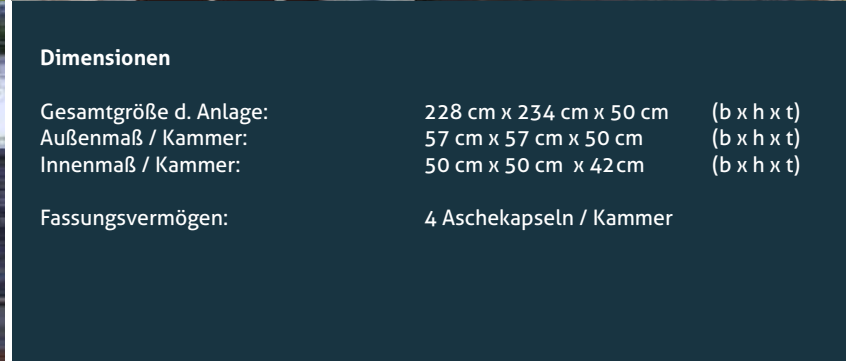 Dimensionen
Gesamtgröße d. Anlage: 228 cm x 234 cm x 50 cm (b x h x t)
Außenmaß / Kammer: 57 cm x 57 cm x 50 cm (b x h x t)
Innenmaß / Kammer: 50 cm x 50 cm x 42cm (b x h x t)
Fassungsvermögen: 4 Aschekapseln / Kammer